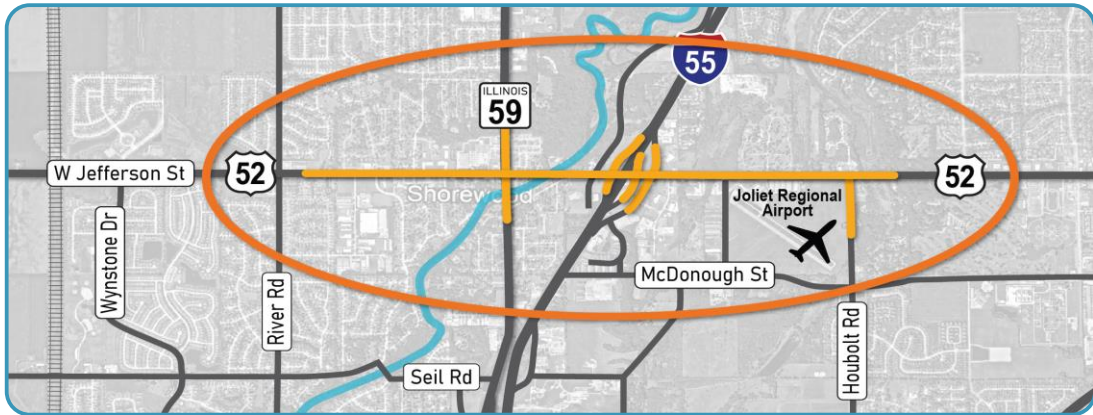 55
ILLINOIS
59
W Jefferson St
52
52
Shorewood
Joliet Regional
Airport
Wynstone Dr
River Rd
McDonough St
Houbolt Rd
Seil Rd